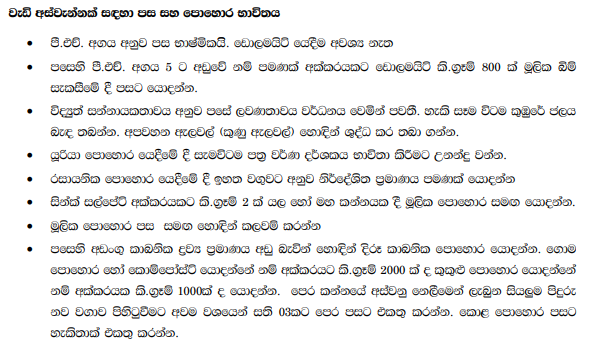 වැඩි අස්වැන්නක් සඳහා පස සහ පොහොර භාවිතය
• පී.එච්. අගය අනුව පස භාෂ්මිකයි. ඩොලමයිට් යෙදීම අවශ්‍ය නැත
• පසෙහි පී.එච්. අගය 5 ට අඩුවේ නම් පමණක් අක්කරයකට ඩොලමයිට් කි.ග්‍රෑම් 800 ක් මූලික බිම්
සැකසීමේ දී පසට යොදන්න.
• විද්‍යුත් සන්නායකතාවය අනුව පසේ ලවණතාවය වර්ධනය වෙමින් පවතී. හැකි සෑම විටම කුඹුරේ ජලය
බැඳ තබන්න. අපවහන ඇලවල් (කුණු ඇලවල්) හොඳින් ශුද්ධ කර තබා ගන්න.
• යූරියා පොහොර යෙදීමේ දී සැමවිටම පත්‍ර වර්ණ දර්ශකය භාවිතා කිරීමට උනන්දු වන්න.
• රසායනික පොහොර යෙදීමේ දී ඉහත වගුවට අනුව නිර්දේශිත ප්‍රමාණය පමණක් යොදන්න
• සින්ක් සල්පේට් අක්කරයකට කි.ග්‍රෑම් 2 ක් යල හෝ මහ කන්නයක දී මූලික පොහොර සමඟ යොදන්න.
• මූලික පොහොර පස සමඟ හොඳින් කලවම් කරන්න
• පසෙහි අඩංගු කාබනික ද්‍රව්‍ය ප්‍රමාණය අඩු බැවින් හොඳින් දිරූ කාබනික පොහොර යොදන්න. ගොම
පොහොර හෝ කොම්පෝස්ට් යොදන්නේ නම් අක්කරයට කි.ග්‍රෑම් 2000 ක් ද කුකුළු පොහොර යොදන්නේ
නම් අක්කරයක කි.ග්‍රෑම් 1000ක් ද යොදන්න. පෙර කන්නයේ අස්වනු නෙලීමෙන් ලැබුන සියලුම පිදුරු
නව වගාව පිහිටුවීමට අවම වශයෙන් සති 03කට පෙර පසට එකතු කරන්න. කොළ පොහොර පසට
හැකිතාක් එකතු කරන්න.